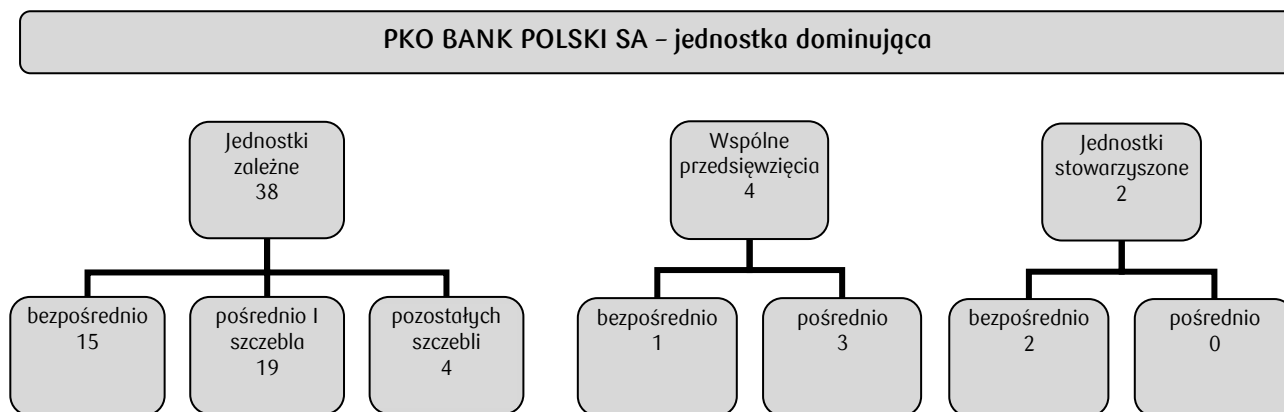 PKO BANK POLSKI SA – jednostka dominująca
Jednostki
zależne
38
Wspólne
przedsięwzięcia
4
Jednostki
stowarzyszone
2
bezpośrednio
15
pośrednio I
szczebla
19
pozostałych
szczebli
4
bezpośrednio
1
pośrednio
3
bezpośrednio
2
pośrednio
0